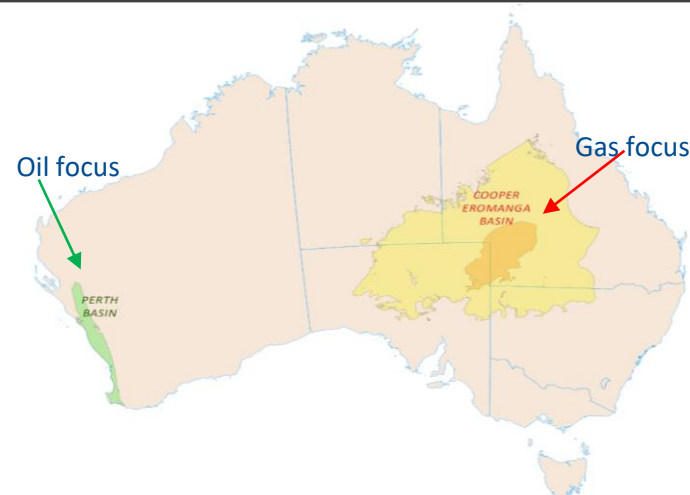 Oil focus
Gas focus
COOPER
EROMANGA
BASIN
PERTH
BASIN